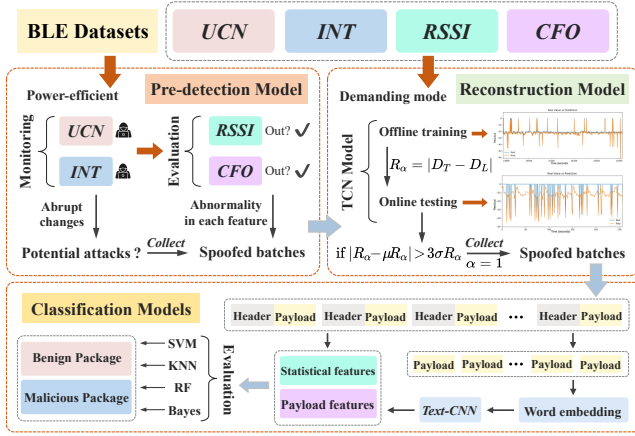 BLE Datasets
UCN
INT
RSSI
CFO
Pre-detection Model
Power-efficient
Monitoring
UCN
INT
Evaluation
RSSI
Out?
CFO
Out?
Abrupt
changes
Abnormality
in each feature
Potential attacks ?
Collect
Spoofed batches
Reconstruction Model
Demanding mode
TCN Model
Offline training
Rα = |D_T − D_L|
Online testing
if |Rα−μRα| > 3σRα
Collect
α = 1
Spoofed batches
Classification Models
Header Payload Header Payload Header Payload ••• Header Payload
Payload Payload ••• Payload Payload
Word embedding
Text-CNN
Statistical features
Payload features
Evaluation
SVM
KNN
RF
Bayes
Benign Package
Malicious Package